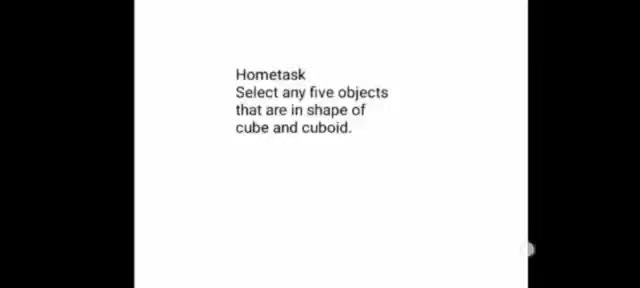 Hometask
Select any five objects
that are in shape of
cube and cuboid.